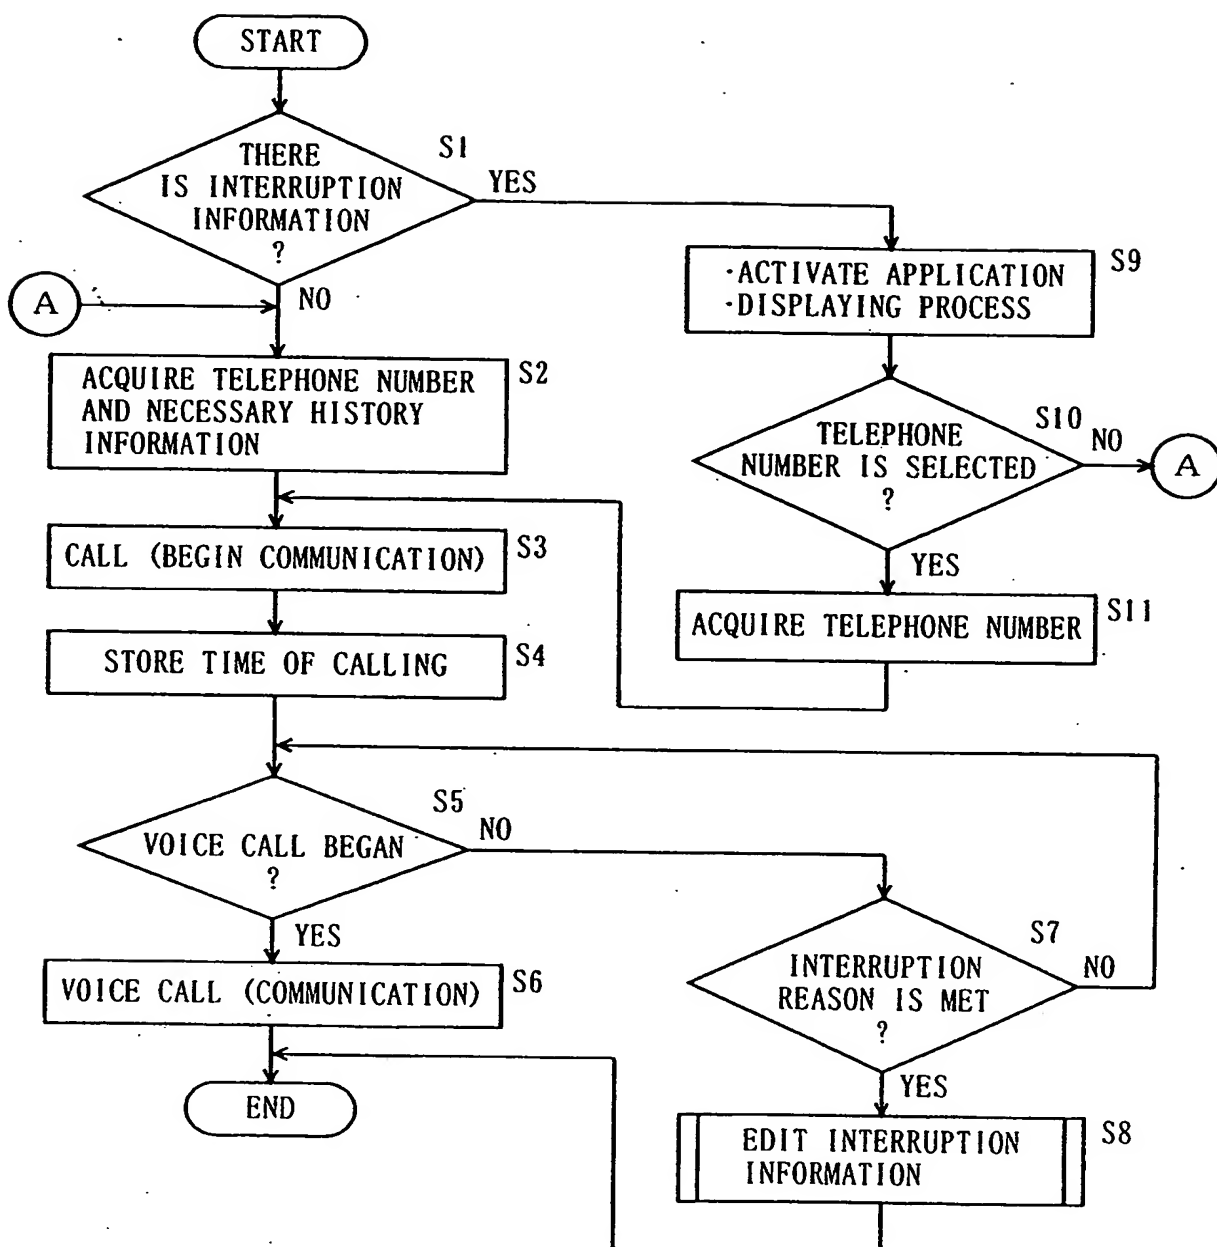 START
THERE
IS INTERRUPTION
INFORMATION
?
S1
YES
NO
A
ACQUIRE TELEPHONE NUMBER
AND NECESSARY HISTORY
INFORMATION
S2
·ACTIVATE APPLICATION
·DISPLAYING PROCESS
S9
TELEPHONE
NUMBER IS SELECTED
?
S10
NO
A
YES
CALL (BEGIN COMMUNICATION)
S3
ACQUIRE TELEPHONE NUMBER
S11
STORE TIME OF CALLING
S4
VOICE CALL BEGAN
?
S5
NO
YES
VOICE CALL (COMMUNICATION)
S6
INTERRUPTION
REASON IS MET
?
S7
NO
YES
END
EDIT INTERRUPTION
INFORMATION
S8